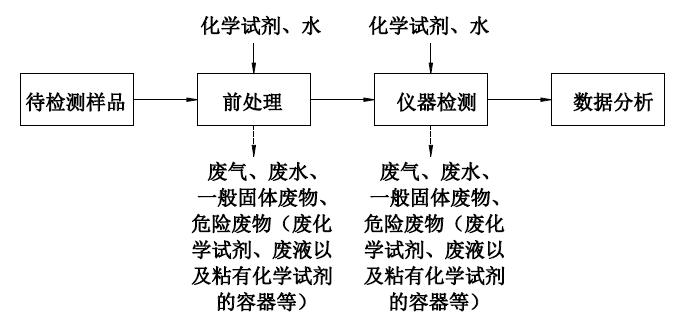 化学试剂、水
化学试剂、水
待检测样品
前处理
仪器检测
数据分析
废气、废水、
一般固体废物、
危险废物（废化
学试剂、废液以
及粘有化学试剂
的容器等）
废气、废水、
一般固体废物、
危险废物（废化
学试剂、废液以
及粘有化学试剂
的容器等）